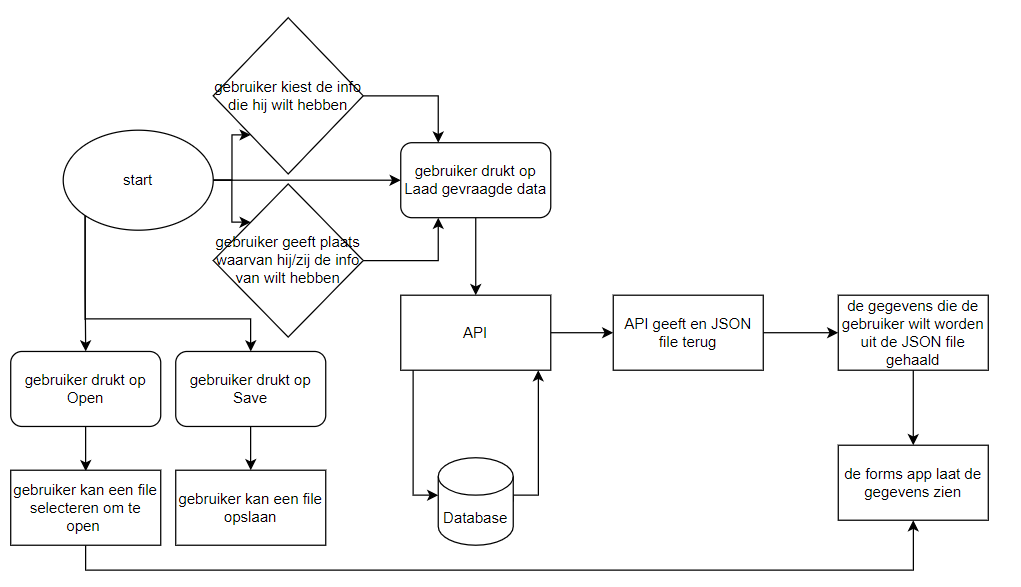 gebruiker kiest de info
die hij wilt hebben
start
gebruiker drukt op
Laad gevraagde data
gebruiker geeft plaats
waarvan hij/zij de info
van wilt hebben
API
API geeft en JSON
file terug
de gegevens die de
gebruiker wilt worden
uit de JSON file
gehaald
gebruiker drukt op
Open
gebruiker drukt op
Save
gebruiker kan een file
selecteren om te
open
gebruiker kan een file
opslaan
Database
de forms app laat de
gegevens zien